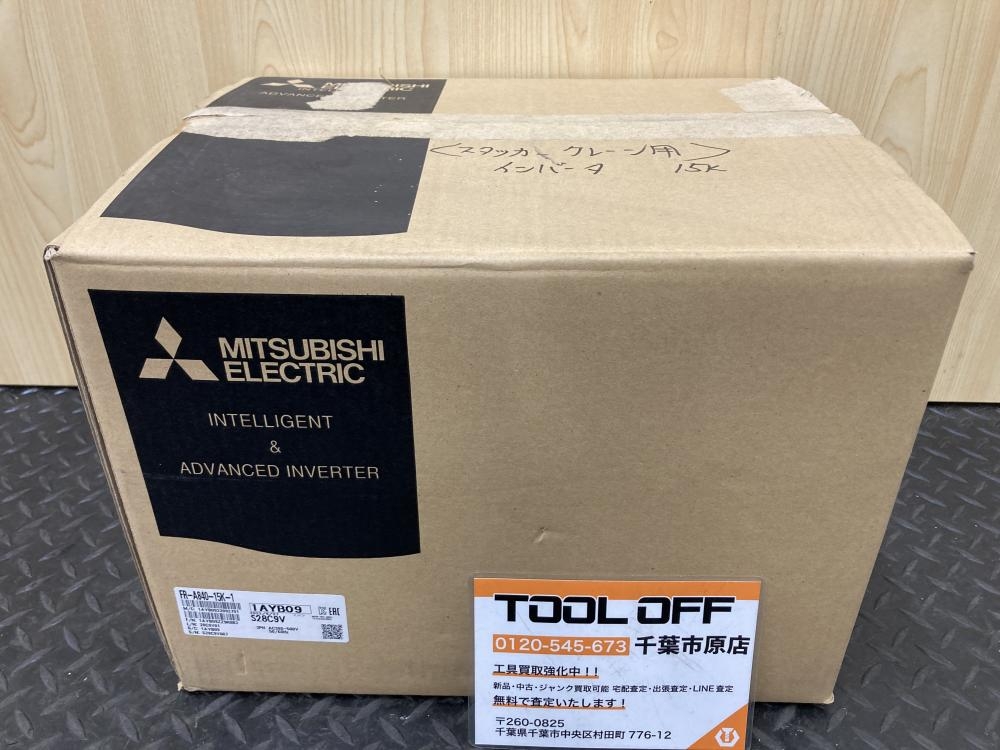 MITSUBISHI
ELECTRIC
ADVANCED INVERTER
<スタッカークレーン用>
インバータ 15K
MITSUBISHI
ELECTRIC
INTELLIGENT
&
ADVANCED INVERTER
FR-A840-15K-1
1AYB09
S28C9V
EAC
TOOL OFF
0120-545-673 千葉市原店
工具買取強化中!!
新品・中古・ジャンク買取可能 宅配査定・出張査定・LINE査定
無料で査定いたします!
〒260-0825
千葉県千葉市中央区村田町 776-12